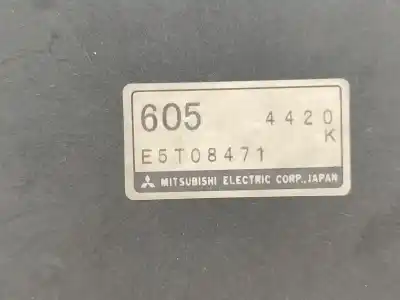 605 4420
K
E5T08471
MITSUBISHI ELECTRIC CORP., JAPAN